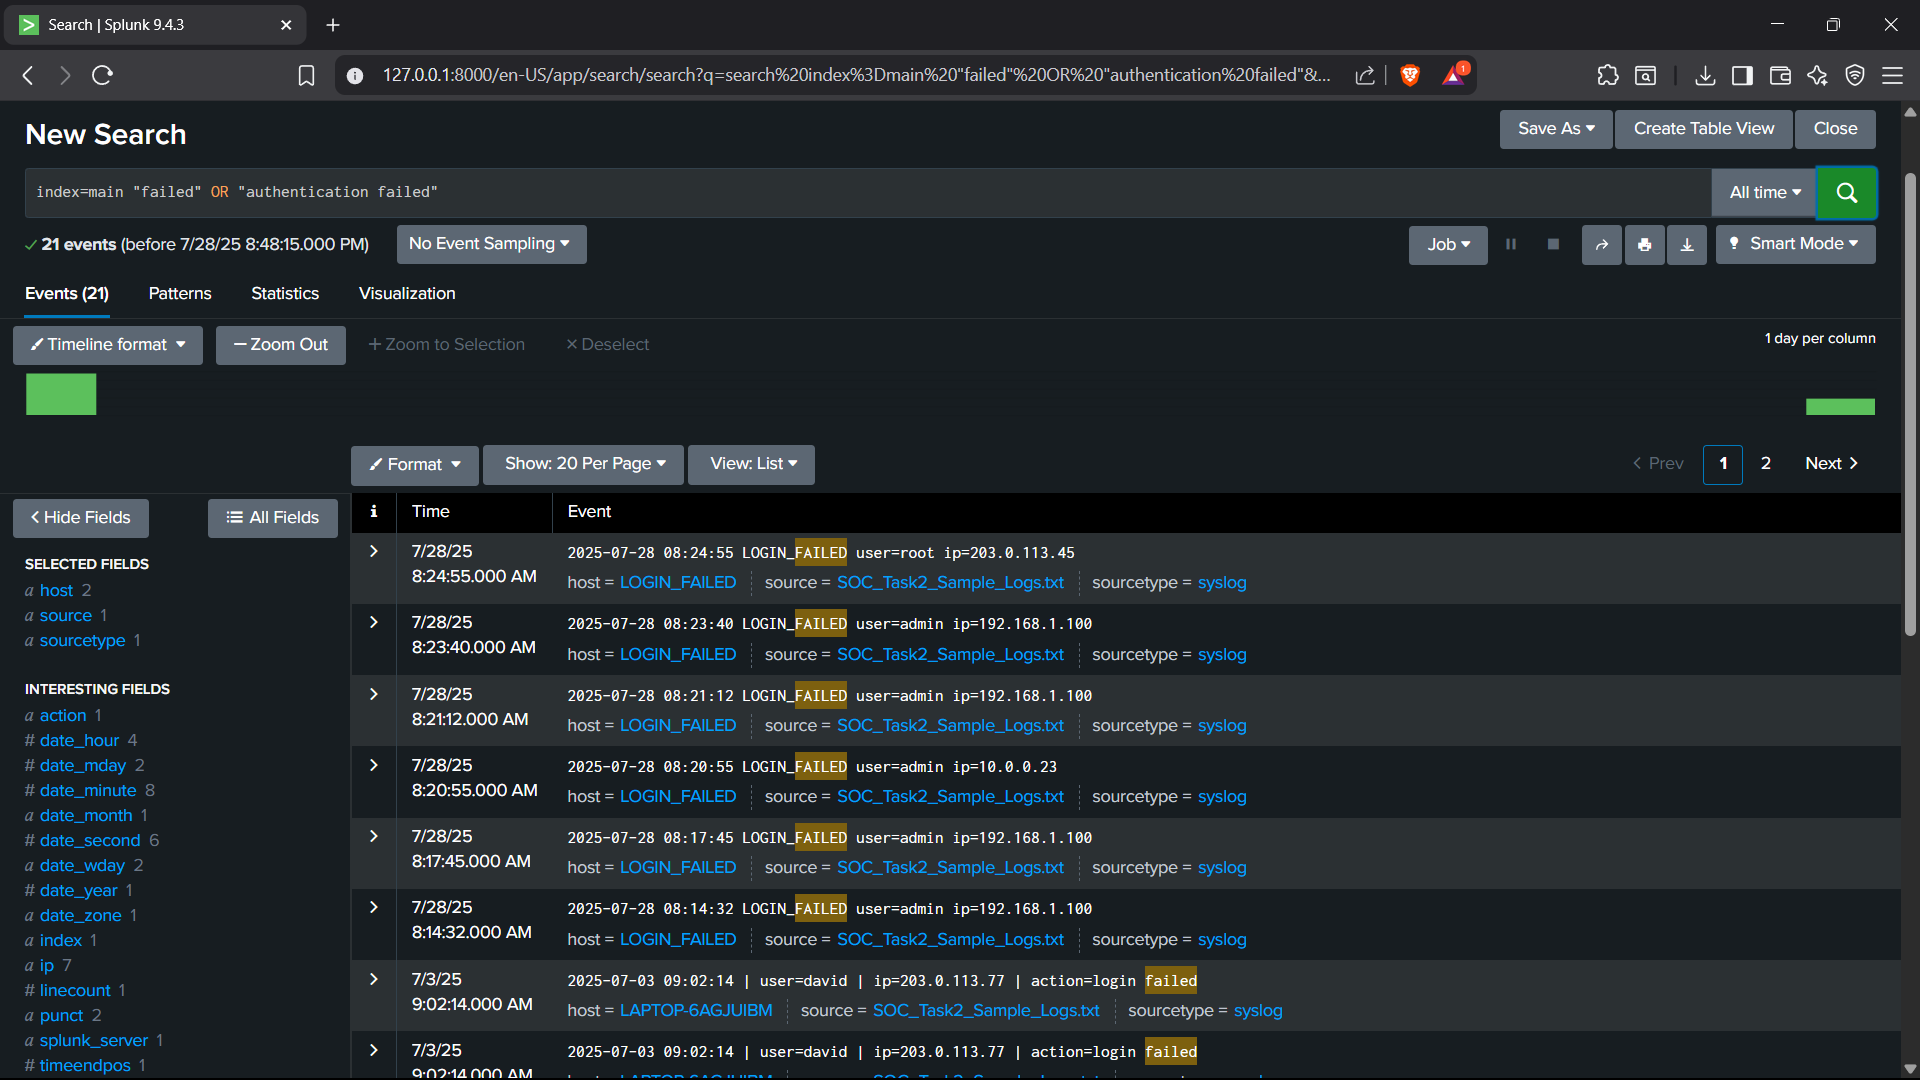 Search | Splunk 9.4.3
127.0.0.1:8000/en-US/app/search/search?q=search%20index%3Dmain%20"failed"%20OR%20"authentication%20failed"&...
1
New Search
Save As
Create Table View
Close
index=main "failed" OR "authentication failed"
All time
21 events (before 7/28/25 8:48:15.000 PM)
No Event Sampling
Job
Smart Mode
Events (21)
Patterns
Statistics
Visualization
Timeline format
Zoom Out
+ Zoom to Selection
× Deselect
1 day per column
Format
Show: 20 Per Page
View: List
Prev
1
2
Next
Hide Fields
All Fields
i
Time
Event
SELECTED FIELDS
a host 2
a source 1
a sourcetype 1
INTERESTING FIELDS
a action 1
# date_hour 4
# date_mday 2
# date_minute 8
a date_month 1
# date_second 6
a date_wday 2
# date_year 1
a date_zone 1
a index 1
a ip 7
# linecount 1
a punct 2
a splunk_server 1
# timeendpos 1
7/28/25
8:24:55.000 AM
2025-07-28 08:24:55 LOGIN_FAILED user=root ip=203.0.113.45
host = LOGIN_FAILED source = SOC_Task2_Sample_Logs.txt sourcetype = syslog
7/28/25
8:23:40.000 AM
2025-07-28 08:23:40 LOGIN_FAILED user=admin ip=192.168.1.100
host = LOGIN_FAILED source = SOC_Task2_Sample_Logs.txt sourcetype = syslog
7/28/25
8:21:12.000 AM
2025-07-28 08:21:12 LOGIN_FAILED user=admin ip=192.168.1.100
host = LOGIN_FAILED source = SOC_Task2_Sample_Logs.txt sourcetype = syslog
7/28/25
8:20:55.000 AM
2025-07-28 08:20:55 LOGIN_FAILED user=admin ip=10.0.0.23
host = LOGIN_FAILED source = SOC_Task2_Sample_Logs.txt sourcetype = syslog
7/28/25
8:17:45.000 AM
2025-07-28 08:17:45 LOGIN_FAILED user=admin ip=192.168.1.100
host = LOGIN_FAILED source = SOC_Task2_Sample_Logs.txt sourcetype = syslog
7/28/25
8:14:32.000 AM
2025-07-28 08:14:32 LOGIN_FAILED user=admin ip=192.168.1.100
host = LOGIN_FAILED source = SOC_Task2_Sample_Logs.txt sourcetype = syslog
7/3/25
9:02:14.000 AM
2025-07-03 09:02:14 | user=david | ip=203.0.113.77 | action=login failed
host = LAPTOP-6AGJUIBM source = SOC_Task2_Sample_Logs.txt sourcetype = syslog
7/3/25
9:02:14.000 AM
2025-07-03 09:02:14 | user=david | ip=203.0.113.77 | action=login failed